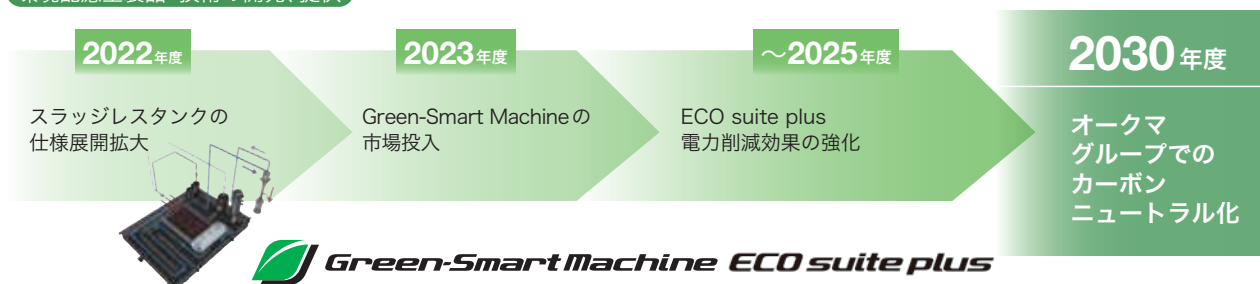 2022年度
スラッジレスタンクの
仕様展開拡大
2023年度
Green-Smart Machineの
市場投入
～2025年度
ECO suite plus
電力削減効果の強化
2030年度
オークマ
グループでの
カーボン
ニュートラル化
Green-Smart Machine ECO suite plus